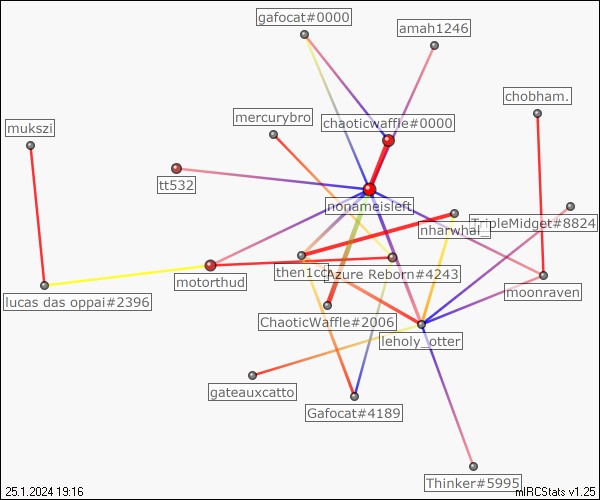 gafocat#0000
amah1246
chobham.
mercurybro
chaoticwaffle#0000
mukszi
tt532
nonameisleft
nharwhal_
TripleMidget#8824
then1cc
Azure Reborn#4243
motorthud
moonraven
lucas das oppai#2396
ChaoticWaffle#2006
leholy_otter
gateauxcatto
Gafocat#4189
Thinker#5995
25.1.2024 19:16
mIRCStats v1.25